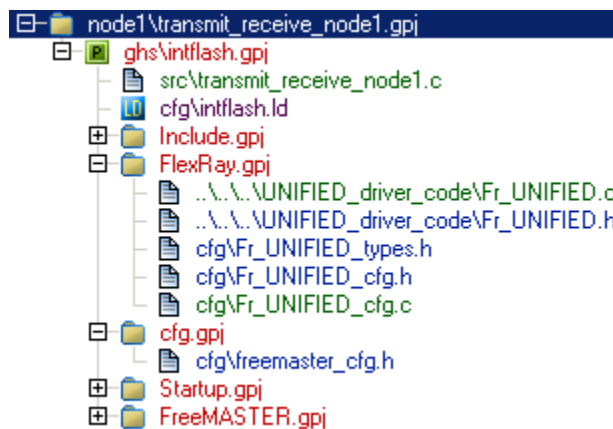 node1\transmit_receive_node1.gpj
P ghs\intflash.gpj
src\transmit_receive_node1.c
LD cfg\intflash.ld
Include.gpj
FlexRay.gpj
..\..\..\UNIFIED_driver_code\Fr_UNIFIED.c
..\..\..\UNIFIED_driver_code\Fr_UNIFIED.h
cfg\Fr_UNIFIED_types.h
cfg\Fr_UNIFIED_cfg.h
cfg\Fr_UNIFIED_cfg.c
cfg.gpj
cfg\freemaster_cfg.h
Startup.gpj
FreeMASTER.gpj